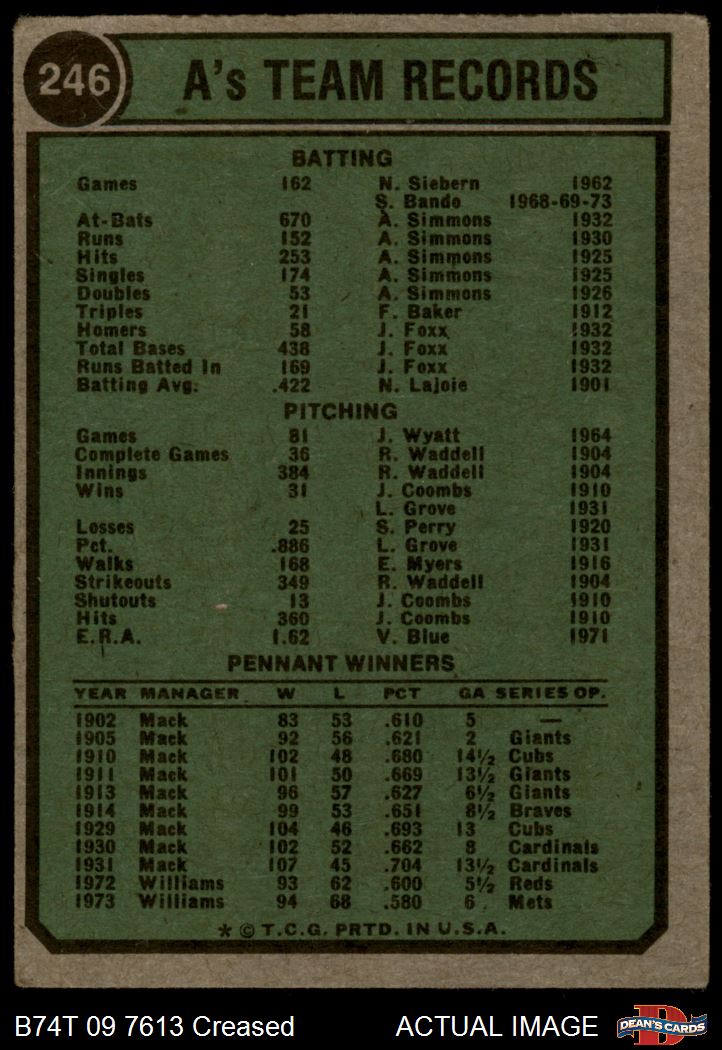 246 A's TEAM RECORDS
BATTING
Games 162 N. Siebern 1962
S. Bando 1968-69-73
At-Bats 670 A. Simmons 1932
Runs 152 A. Simmons 1930
Hits 253 A. Simmons 1925
Singles 174 A. Simmons 1925
Doubles 53 A. Simmons 1926
Triples 21 F. Baker 1912
Homers 58 J. Foxx 1932
Total Bases 438 J. Foxx 1932
Runs Batted In 169 J. Foxx 1932
Batting Avg. .422 N. Lajoie 1901
PITCHING
Games 81 J. Wyatt 1964
Complete Games 36 R. Waddell 1904
Innings 384 R. Waddell 1904
Wins 31 J. Coombs 1910
L. Grove 1931
Losses 25 S. Perry 1920
Pct. .886 L. Grove 1931
Walks 168 E. Myers 1916
Strikeouts 349 R. Waddell 1904
Shutouts 13 J. Coombs 1910
Hits 360 J. Coombs 1910
E.R.A. 1.62 V. Blue 1971
PENNANT WINNERS
YEAR MANAGER W L PCT GA SERIES OP.
1902 Mack 83 53 .610 5 —
1905 Mack 92 56 .621 2 Giants
1910 Mack 102 48 .680 14½ Cubs
1911 Mack 101 50 .669 13½ Giants
1913 Mack 96 57 .627 6½ Giants
1914 Mack 99 53 .651 8½ Braves
1929 Mack 104 46 .693 13 Cubs
1930 Mack 102 52 .662 8 Cardinals
1931 Mack 107 45 .704 13½ Cardinals
1972 Williams 93 62 .600 5½ Reds
1973 Williams 94 68 .580 6 Mets
* © T.C.G. PRTD. IN U.S.A.
B74T 09 7613 Creased ACTUAL IMAGE D DEAN'S CARDS